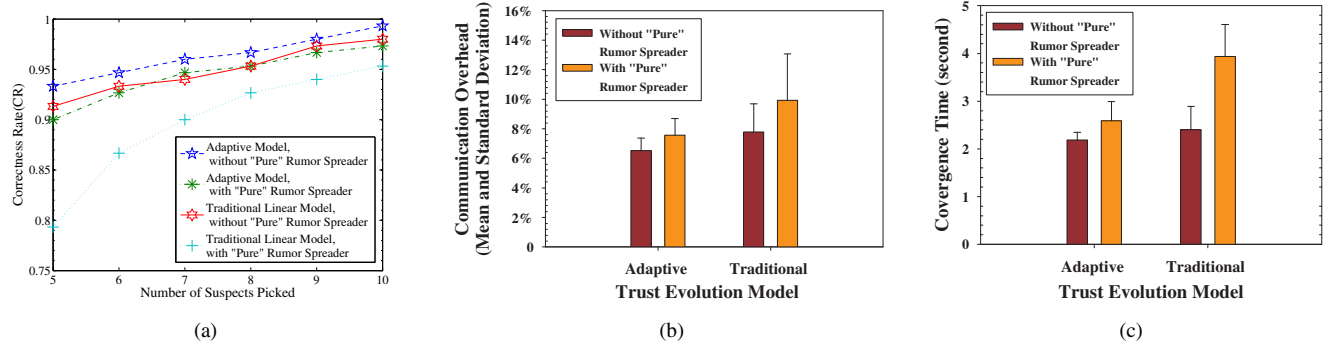 1
0.95
0.9
0.85
0.8
0.75
5
6
7
8
9
10
Correctness Rate(CR)
Number of Suspects Picked
Adaptive Model,
without "Pure" Rumor Spreader
Adaptive Model,
with "Pure" Rumor Spreader
Traditional Linear Model,
without "Pure" Rumor Spreader
Traditional Linear Model,
with "Pure" Rumor Spreader
(a)
16%
14%
12%
10%
8%
6%
4%
2%
0
Communication Overhead
(Mean and Standard Deviation)
Without "Pure"
Rumor Spreader
With "Pure"
Rumor Spreader
Adaptive
Traditional
Trust Evolution Model
(b)
5
4
3
2
1
0
Covergence Time (second)
Without "Pure"
Rumor Spreader
With "Pure"
Rumor Spreader
Adaptive
Traditional
Trust Evolution Model
(c)